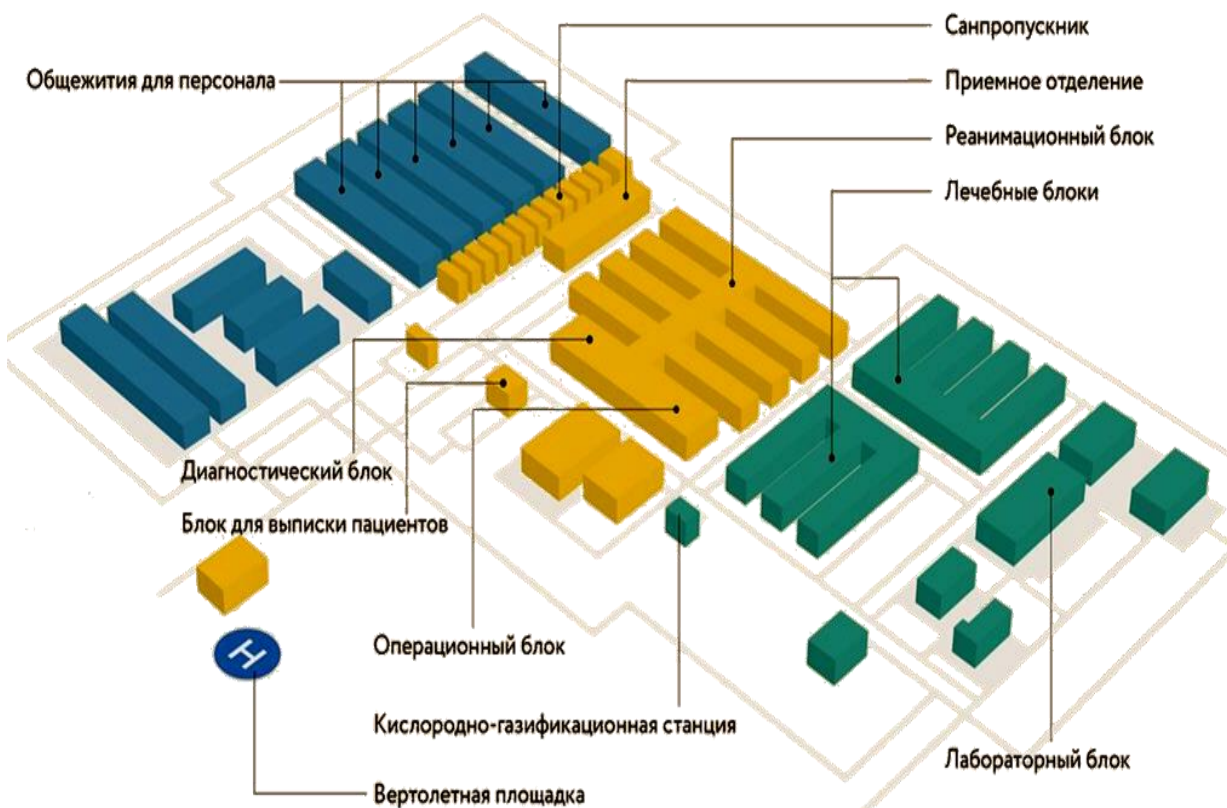 Санпропускник
Общежития для персонала
Приемное отделение
Реанимационный блок
Лечебные блоки
Диагностический блок
Блок для выписки пациентов
Операционный блок
H
Кислородно-газификационная станция
Лабораторный блок
Вертолетная площадка